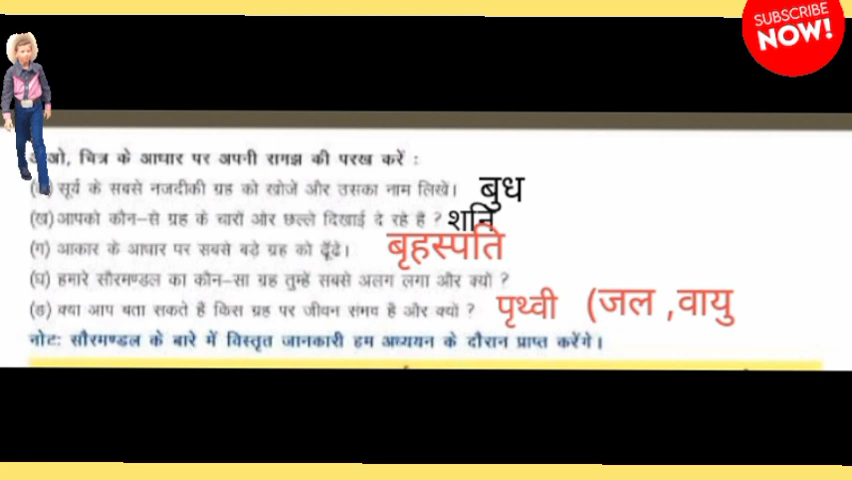 SUBSCRIBE
NOW!
ओ, चित्र के आधार पर अपनी समझ की परख करें :
सूर्य के सबसे नजदीकी ग्रह को खोजें और उसका नाम लिखें। बुध
(ख) आपको कौन-से ग्रह के चारों ओर छल्ले दिखाई दे रहे हैं ? शनि
(ग) आकार के आधार पर सबसे बड़े ग्रह को ढूँढें। बृहस्पति
(घ) हमारे सौरमण्डल का कौन-सा ग्रह तुम्हें सबसे अलग लगा और क्यों ?
(ङ) क्या आप बता सकते हैं किस ग्रह पर जीवन संभव है और क्यों ? पृथ्वी (जल ,वायु
नोट: सौरमण्डल के बारे में विस्तृत जानकारी हम अध्ययन के दौरान प्राप्त करेंगे।